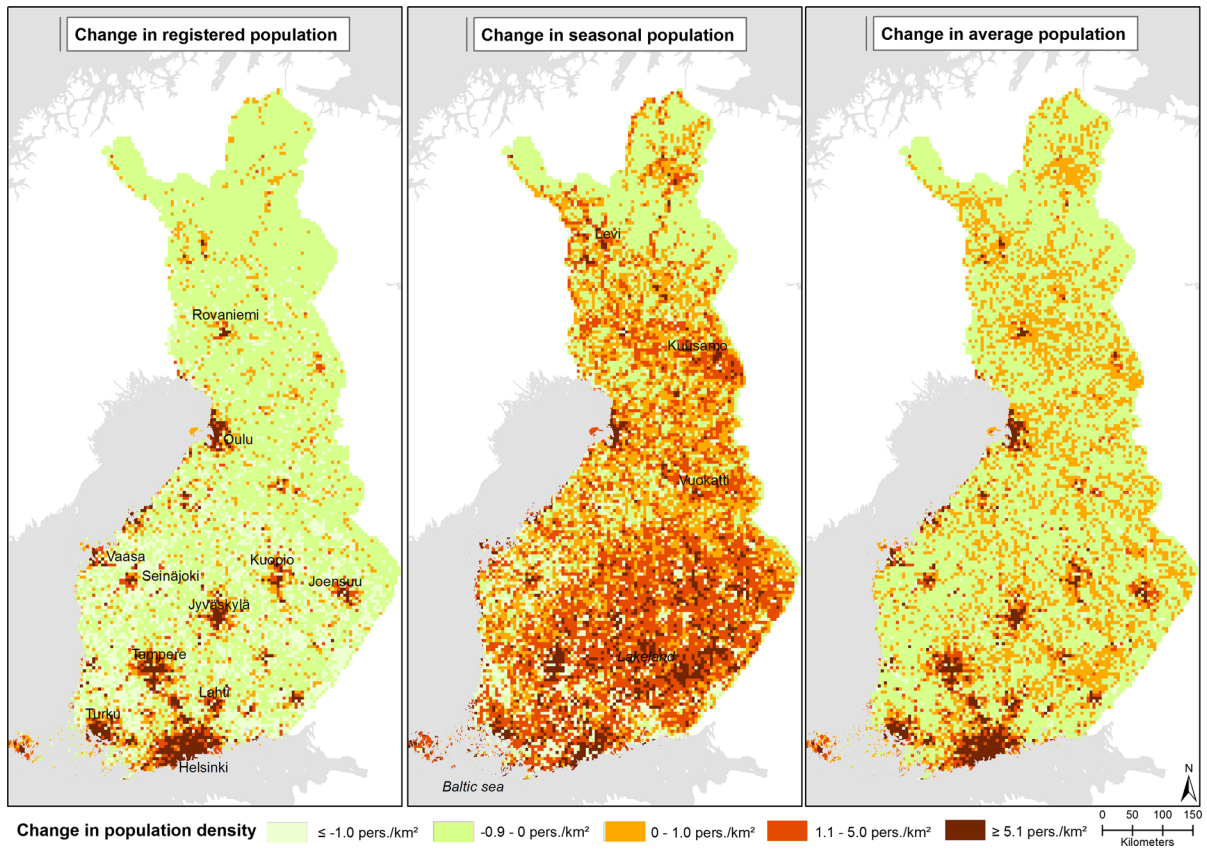 Change in registered population
Change in seasonal population
Change in average population
Rovaniemi
Oulu
Vaasa
Seinäjoki
Kuopio
Joensuu
Jyväskylä
Tampere
Lahti
Turku
Helsinki
Levi
Kuusamo
Vuokatti
Lakeland
Baltic sea
N
0 50 100 150
Kilometers
Change in population density
≤ -1.0 pers./km²
-0.9 - 0 pers./km²
0 - 1.0 pers./km²
1.1 - 5.0 pers./km²
≥ 5.1 pers./km²